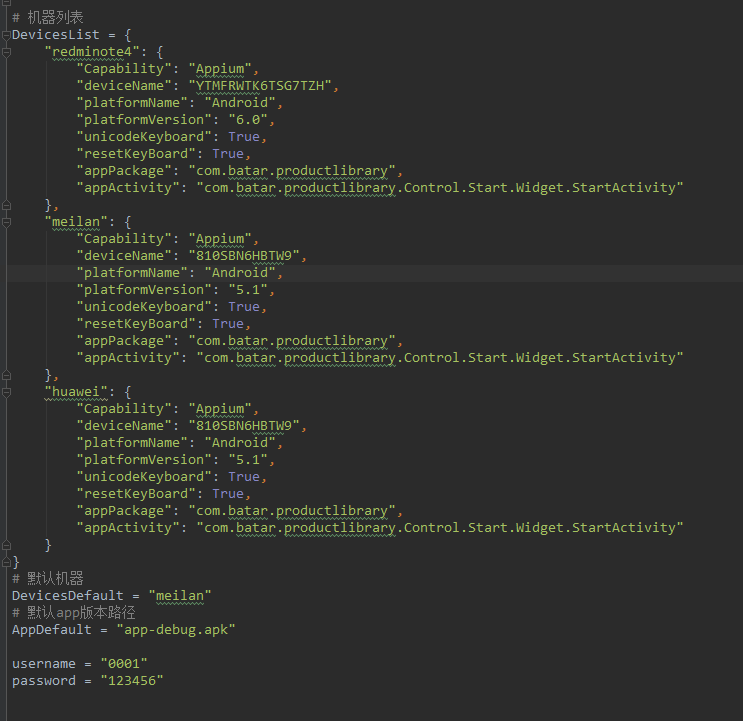 # 机器列表
DevicesList = {
    "redminote4": {
        "Capability": "Appium",
        "deviceName": "YTMFRWTK6TSG7TZH",
        "platformName": "Android",
        "platformVersion": "6.0",
        "unicodeKeyboard": True,
        "resetKeyBoard": True,
        "appPackage": "com.batar.productlibrary",
        "appActivity": "com.batar.productlibrary.Control.Start.Widget.StartActivity"
    },
    "meilan": {
        "Capability": "Appium",
        "deviceName": "810SBN6HBTW9",
        "platformName": "Android",
        "platformVersion": "5.1",
        "unicodeKeyboard": True,
        "resetKeyBoard": True,
        "appPackage": "com.batar.productlibrary",
        "appActivity": "com.batar.productlibrary.Control.Start.Widget.StartActivity"
    },
    "huawei": {
        "Capability": "Appium",
        "deviceName": "810SBN6HBTW9",
        "platformName": "Android",
        "platformVersion": "5.1",
        "unicodeKeyboard": True,
        "resetKeyBoard": True,
        "appPackage": "com.batar.productlibrary",
        "appActivity": "com.batar.productlibrary.Control.Start.Widget.StartActivity"
    }
}
# 默认机器
DevicesDefault = "meilan"
# 默认app版本路径
AppDefault = "app-debug.apk"

username = "0001"
password = "123456"